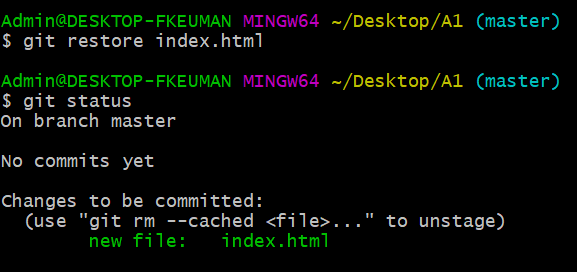 Admin@DESKTOP-FKEUMAN MINGW64 ~/Desktop/A1 (master)
$ git restore index.html
Admin@DESKTOP-FKEUMAN MINGW64 ~/Desktop/A1 (master)
$ git status
On branch master
No commits yet
Changes to be committed:
  (use "git rm --cached <file>..." to unstage)
        new file:   index.html